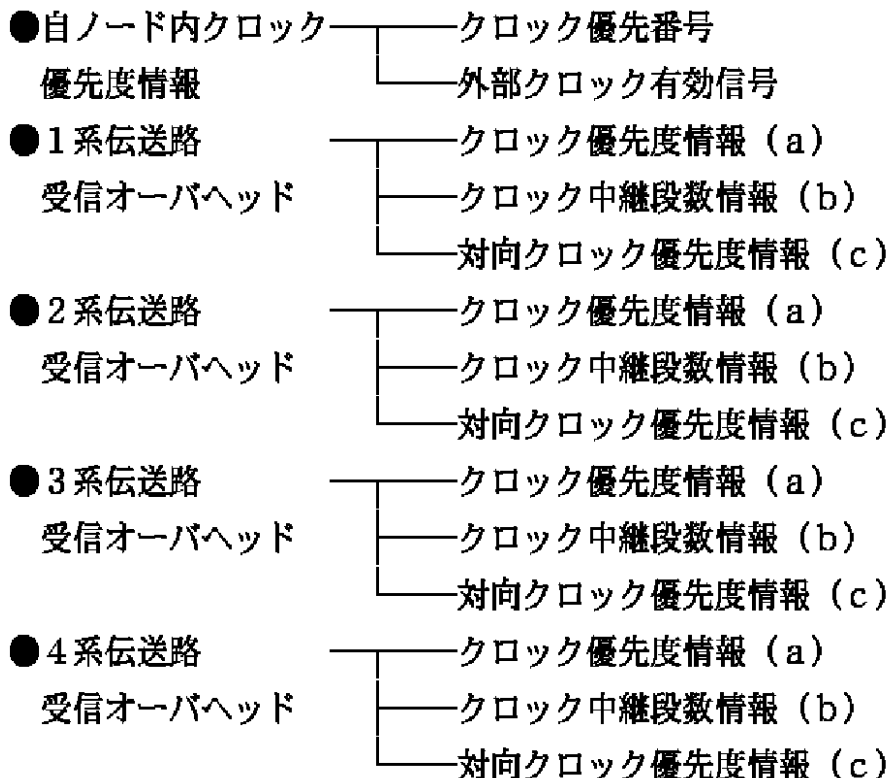 ●自ノード内クロック クロック優先番号
優先度情報 外部クロック有効信号
●1系伝送路 クロック優先度情報(a)
受信オーバヘッド クロック中継段数情報(b)
対向クロック優先度情報(c)
●2系伝送路 クロック優先度情報(a)
受信オーバヘッド クロック中継段数情報(b)
対向クロック優先度情報(c)
●3系伝送路 クロック優先度情報(a)
受信オーバヘッド クロック中継段数情報(b)
対向クロック優先度情報(c)
●4系伝送路 クロック優先度情報(a)
受信オーバヘッド クロック中継段数情報(b)
対向クロック優先度情報(c)